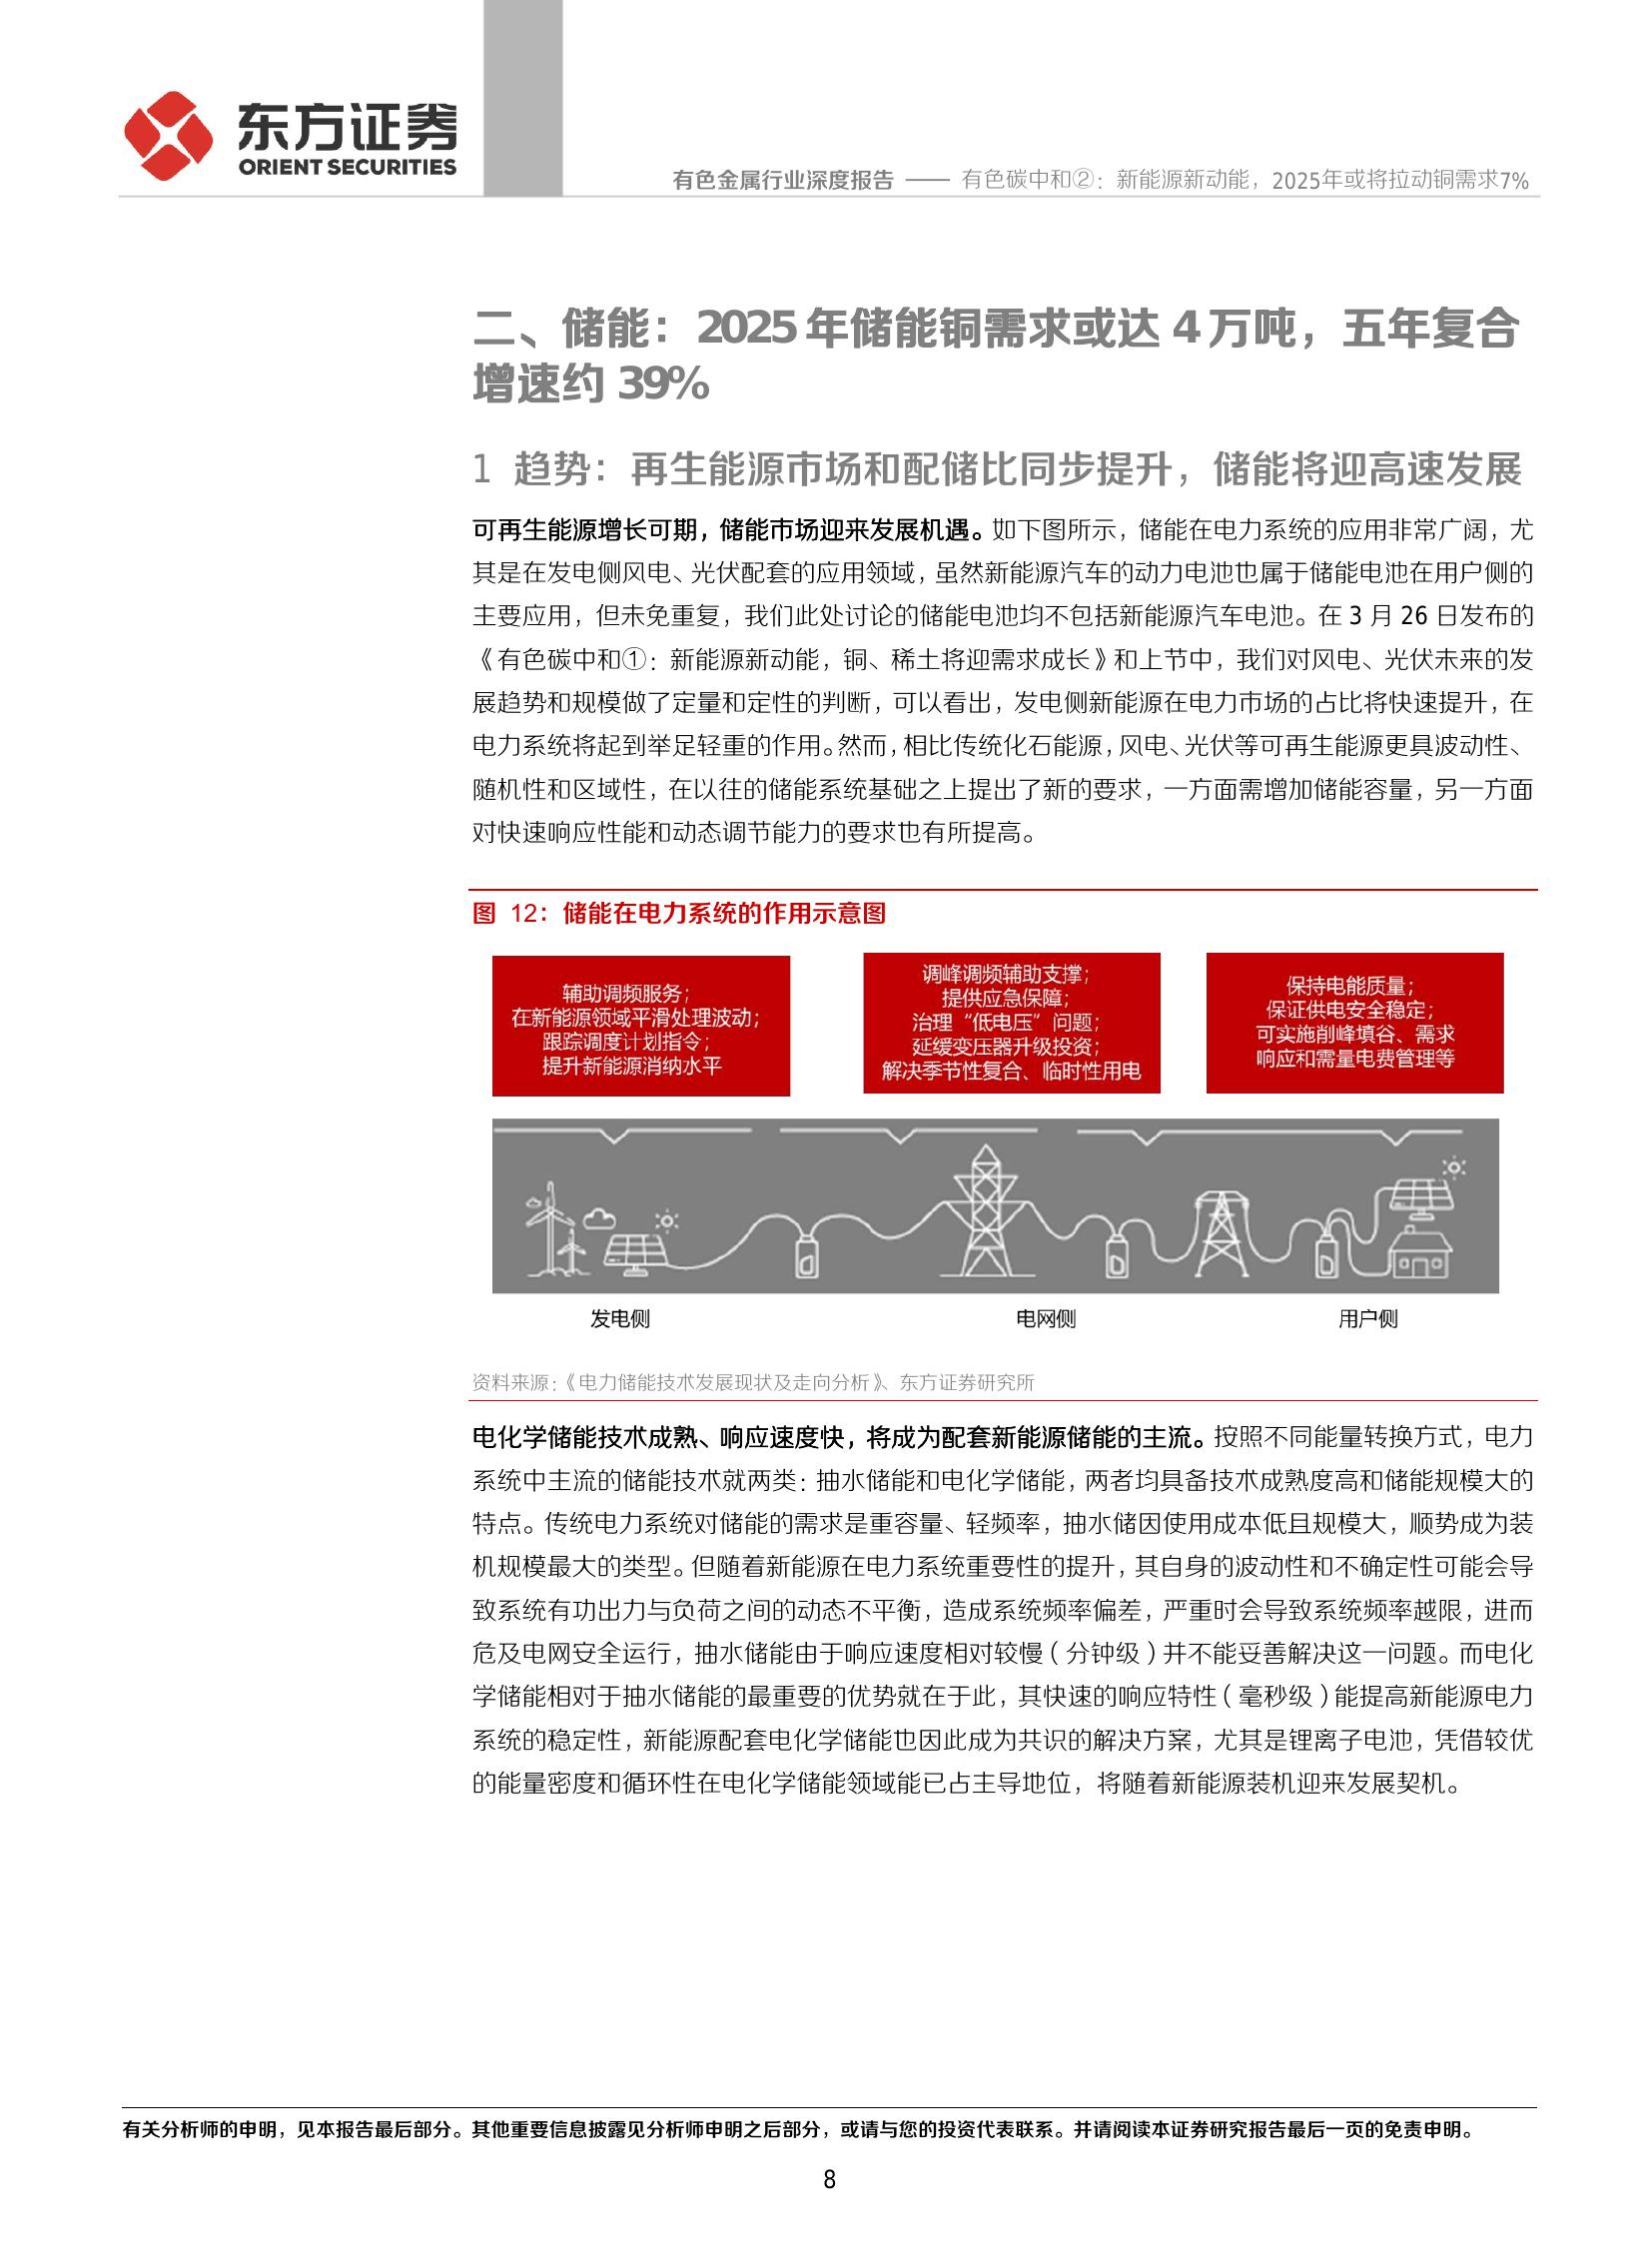 东方证券
ORIENT SECURITIES
有色金属行业深度报告 —— 有色碳中和②：新能源新动能，2025年或将拉动铜需求7%
二、储能：2025 年储能铜需求或达 4 万吨，五年复合
增速约 39%
1 趋势：再生能源市场和配储比同步提升，储能将迎高速发展
可再生能源增长可期，储能市场迎来发展机遇。如下图所示，储能在电力系统的应用非常广阔，尤
其是在发电侧风电、光伏配套的应用领域，虽然新能源汽车的动力电池也属于储能电池在用户侧的
主要应用，但未免重复，我们此处讨论的储能电池均不包括新能源汽车电池。在 3 月 26 日发布的
《有色碳中和①：新能源新动能，铜、稀土将迎需求成长》和上节中，我们对风电、光伏未来的发
展趋势和规模做了定量和定性的判断，可以看出，发电侧新能源在电力市场的占比将快速提升，在
电力系统将起到举足轻重的作用。然而，相比传统化石能源，风电、光伏等可再生能源更具波动性、
随机性和区域性，在以往的储能系统基础之上提出了新的要求，一方面需增加储能容量，另一方面
对快速响应性能和动态调节能力的要求也有所提高。
图 12：储能在电力系统的作用示意图
辅助调频服务；
在新能源领域平滑处理波动；
跟踪调度计划指令；
提升新能源消纳水平
调峰调频辅助支撑；
提供应急保障；
治理“低电压”问题；
延缓变压器升级投资；
解决季节性复合、临时性用电
保持电能质量；
保证供电安全稳定；
可实施削峰填谷、需求
响应和需量电费管理等
发电侧
电网侧
用户侧
资料来源：《电力储能技术发展现状及走向分析》、东方证券研究所
电化学储能技术成熟、响应速度快，将成为配套新能源储能的主流。按照不同能量转换方式，电力
系统中主流的储能技术就两类：抽水储能和电化学储能，两者均具备技术成熟度高和储能规模大的
特点。传统电力系统对储能的需求是重容量、轻频率，抽水储因使用成本低且规模大，顺势成为装
机规模最大的类型。但随着新能源在电力系统重要性的提升，其自身的波动性和不确定性可能会导
致系统有功出力与负荷之间的动态不平衡，造成系统频率偏差，严重时会导致系统频率越限，进而
危及电网安全运行，抽水储能由于响应速度相对较慢（分钟级）并不能妥善解决这一问题。而电化
学储能相对于抽水储能的最重要的优势就在于此，其快速的响应特性（毫秒级）能提高新能源电力
系统的稳定性，新能源配套电化学储能也因此成为共识的解决方案，尤其是锂离子电池，凭借较优
的能量密度和循环性在电化学储能领域能已占主导地位，将随着新能源装机迎来发展契机。
有关分析师的申明，见本报告最后部分。其他重要信息披露见分析师申明之后部分，或请与您的投资代表联系。并请阅读本证券研究报告最后一页的免责申明。
8